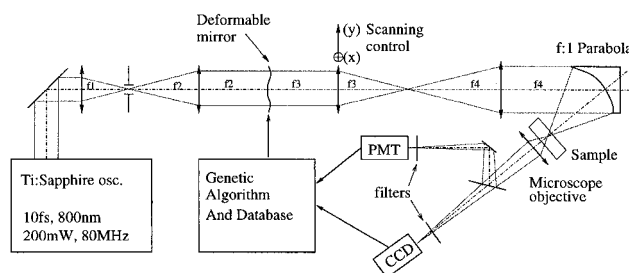 Deformable
mirror
(y) Scanning
(x) control
f:1 Parabola
f1
f2
f2
f3
f3
f4
f4
Ti:Sapphire osc.
10fs, 800nm
200mW, 80MHz
Genetic
Algorithm
And Database
PMT
filters
CCD
Sample
Microscope
objective